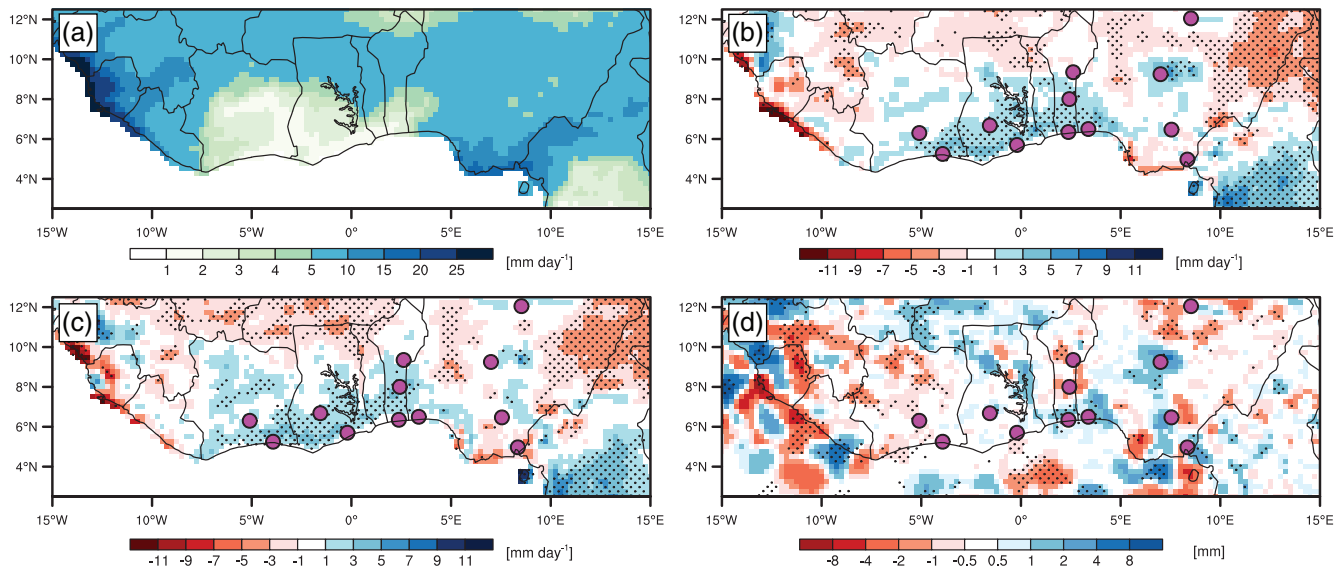 (a)
12°N
10°N
8°N
6°N
4°N
15°W 10°W 5°W 0° 5°E 10°E 15°E
1 2 3 4 5 10 15 20 25 [mm day⁻¹]
(b)
12°N
10°N
8°N
6°N
4°N
15°W 10°W 5°W 0° 5°E 10°E 15°E
-11 -9 -7 -5 -3 -1 1 3 5 7 9 11 [mm day⁻¹]
(c)
12°N
10°N
8°N
6°N
4°N
15°W 10°W 5°W 0° 5°E 10°E 15°E
-11 -9 -7 -5 -3 -1 1 3 5 7 9 11 [mm day⁻¹]
(d)
12°N
10°N
8°N
6°N
4°N
15°W 10°W 5°W 0° 5°E 10°E 15°E
-8 -4 -2 -1 -0.5 0.5 1 2 4 8 [mm]